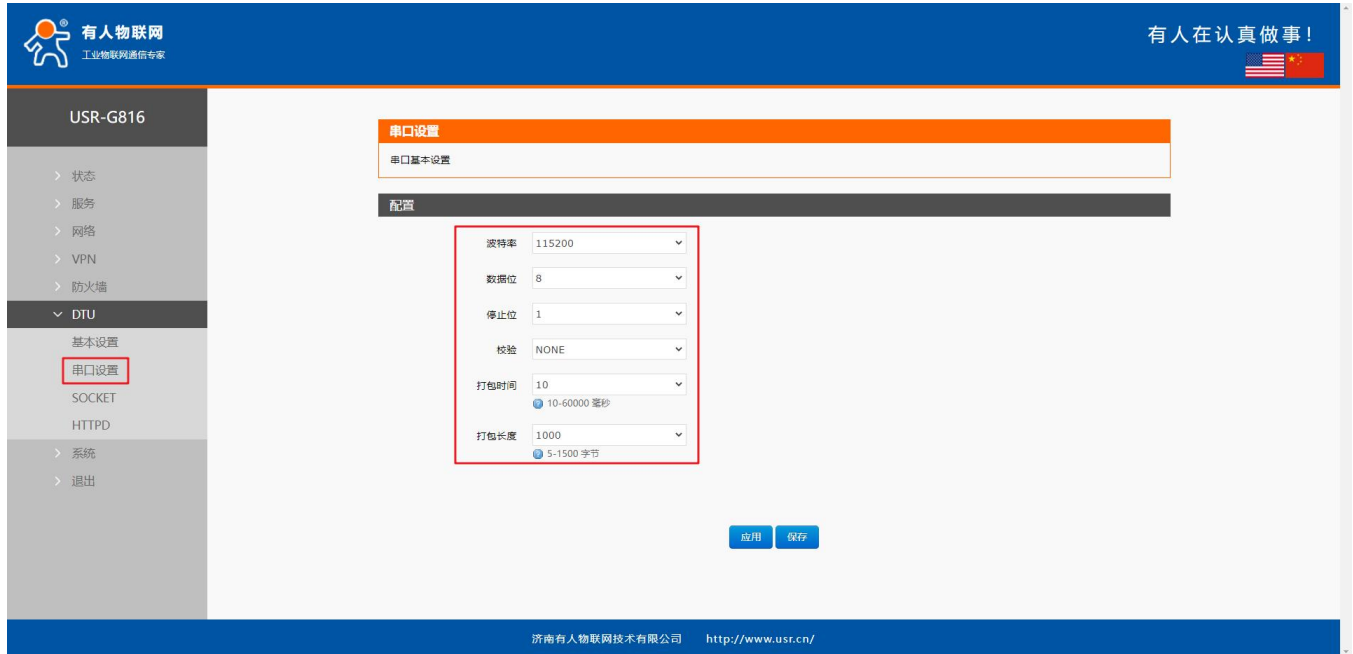 有人物联网
工业物联网通信专家
有人在认真做事!
USR-G816
状态
服务
网络
VPN
防火墙
DTU
基本设置
串口设置
SOCKET
HTTPD
系统
退出
串口设置
串口基本设置
配置
波特率 115200
数据位 8
停止位 1
校验 NONE
打包时间 10
10-60000 毫秒
打包长度 1000
5-1500 字节
应用 保存
济南有人物联网技术有限公司 http://www.usr.cn/